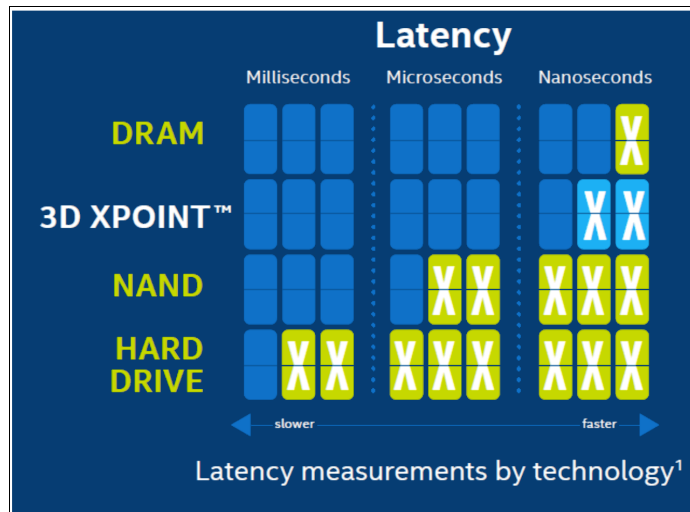 Latency
Milliseconds Microseconds Nanoseconds
DRAM X
3D XPOINT™ X X
NAND X X X X X
HARD
DRIVE X X X X X X X X
slower faster
Latency measurements by technology¹